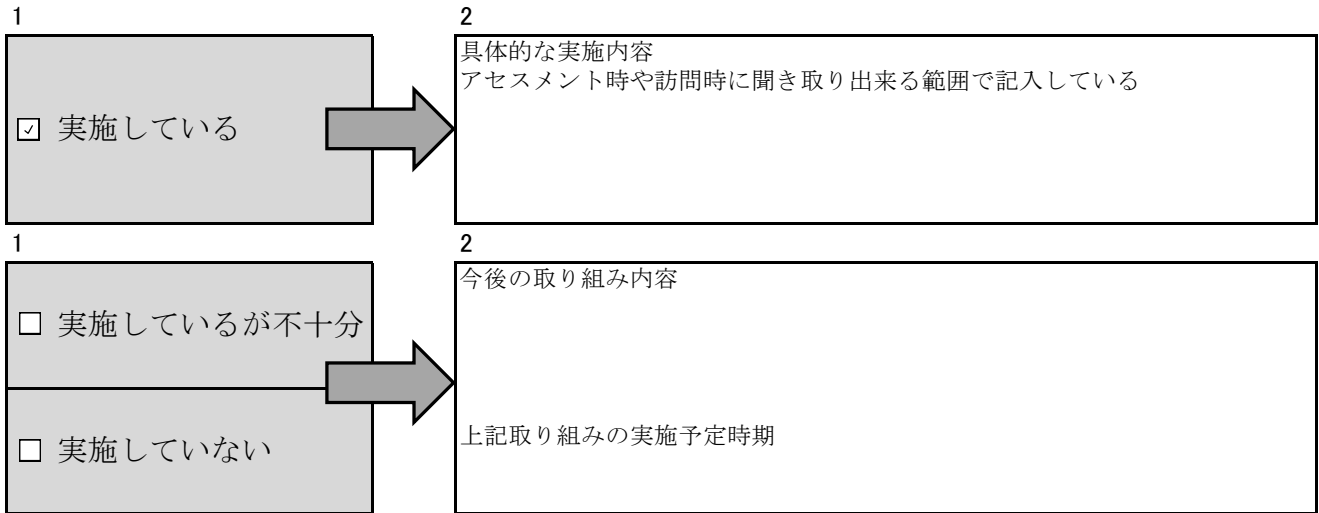 1
2
☑ 実施している
具体的な実施内容
アセスメント時や訪問時に聞き取り出来る範囲で記入している
1
2
☐ 実施しているが不十分
☐ 実施していない
今後の取り組み内容
上記取り組みの実施予定時期